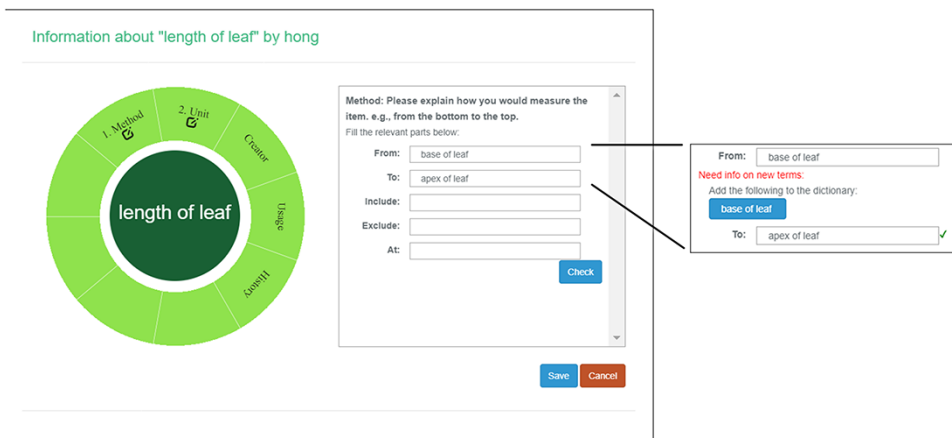 Information about "length of leaf" by hong
1. Method
2. Unit
Creator
Usage
History
length of leaf
Method: Please explain how you would measure the
item. e.g., from the bottom to the top.
Fill the relevant parts below:
From: base of leaf
To: apex of leaf
Include:
Exclude:
At:
Check
Save Cancel
From: base of leaf
Need info on new terms:
Add the following to the dictionary:
base of leaf
To: apex of leaf